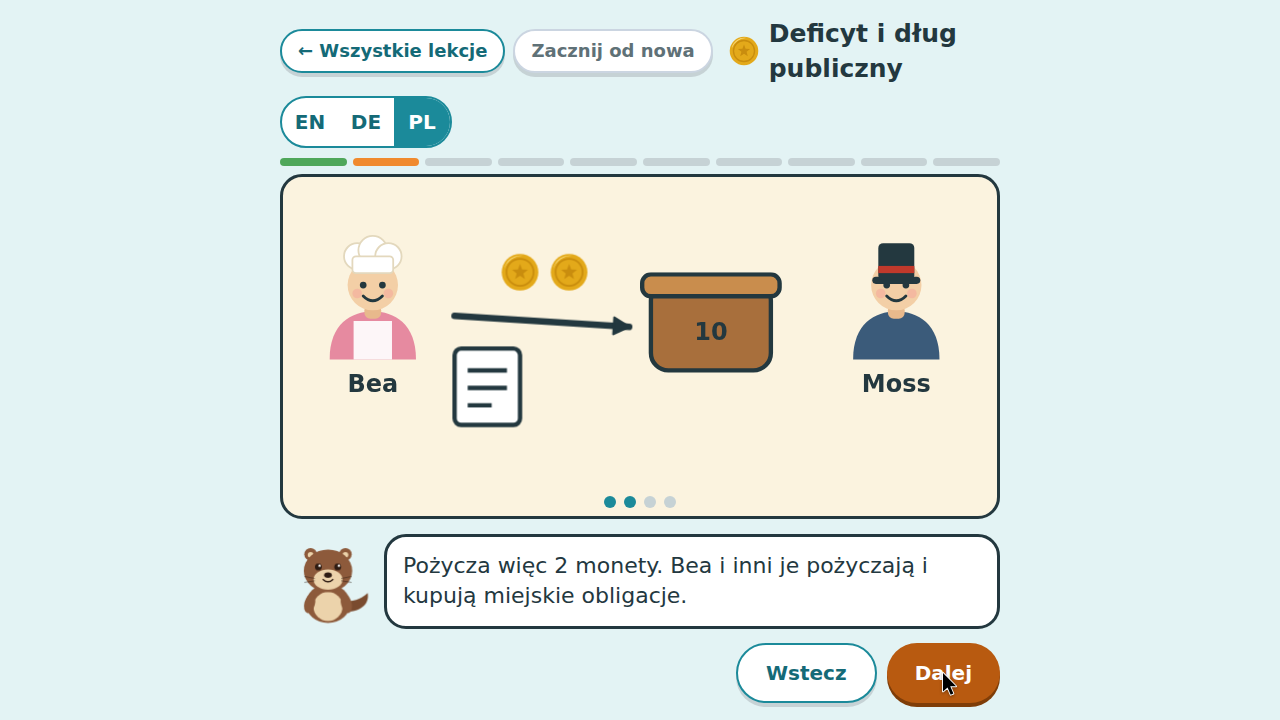 ← Wszystkie lekcje
Zacznij od nowa
Deficyt i dług
publiczny
EN DE PL
10
Bea
Moss
Pożycza więc 2 monety. Bea i inni je pożyczają i
kupują miejskie obligacje.
Wstecz
Dalej